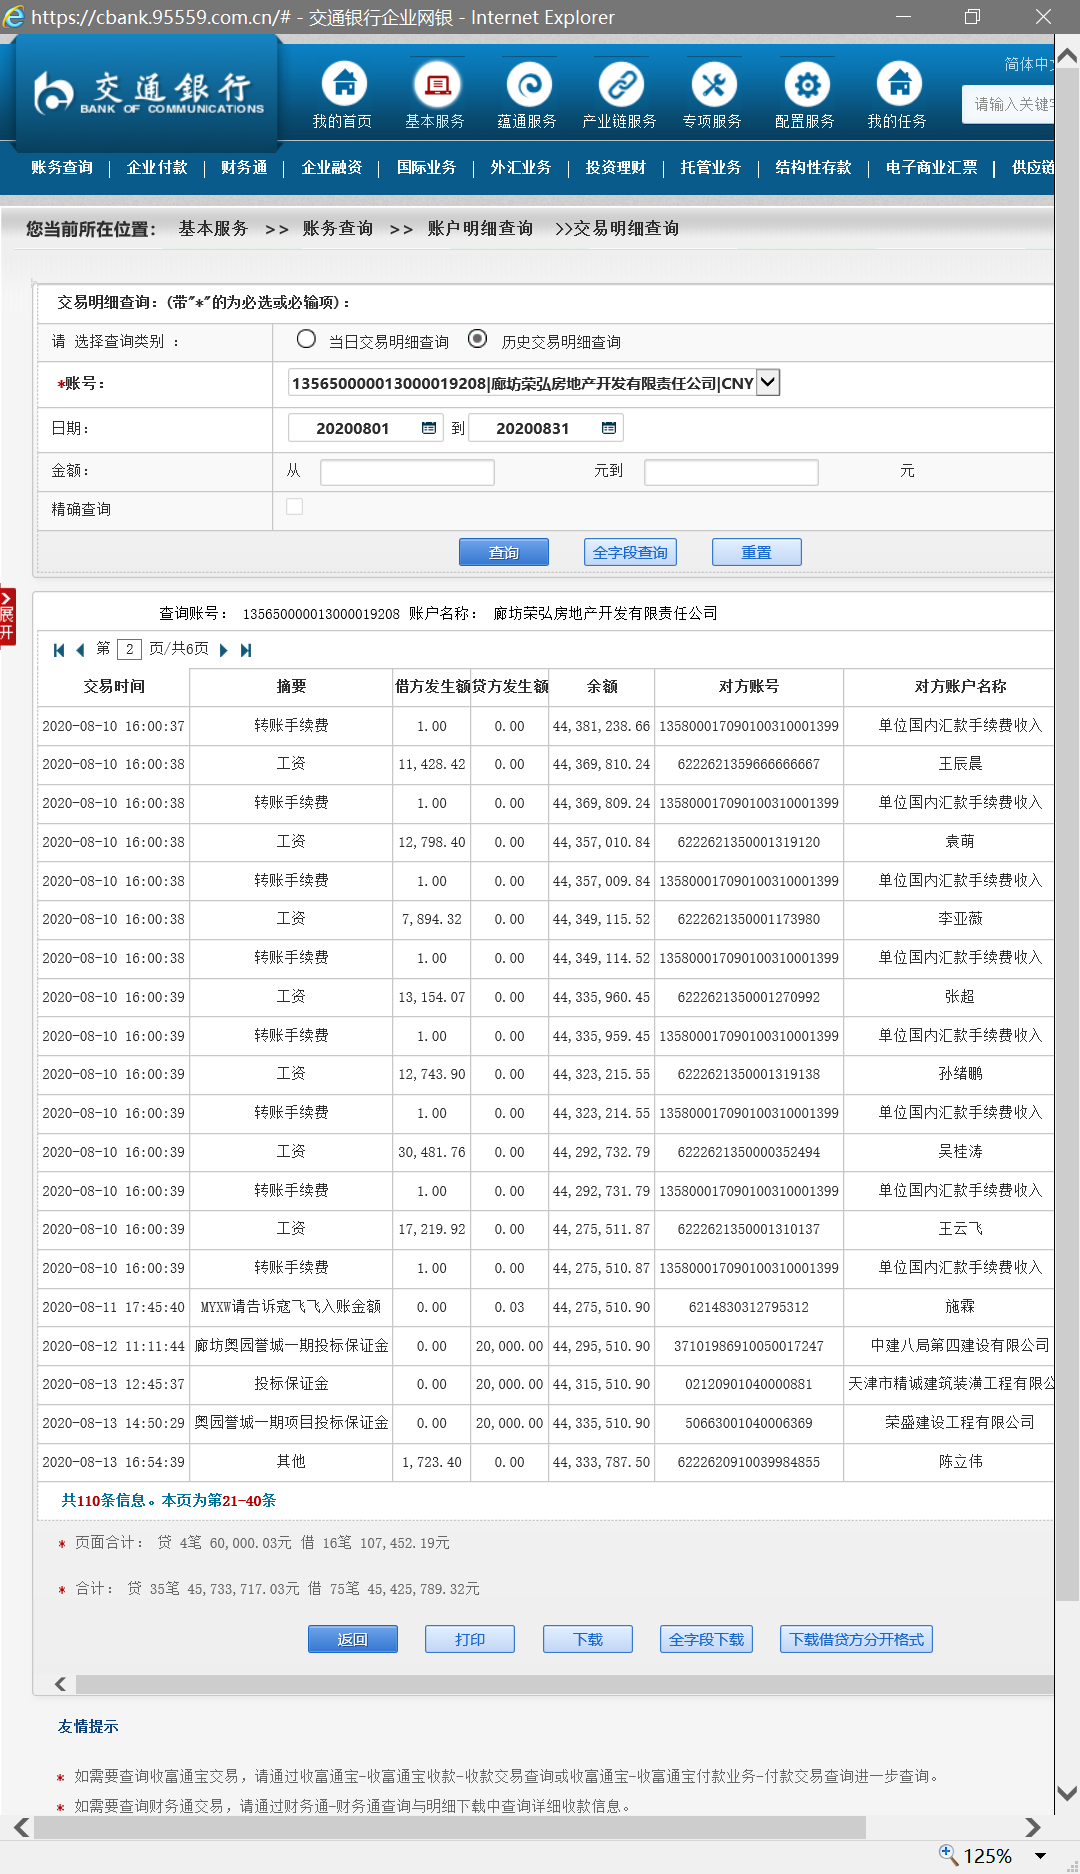 https://cbank.95559.com.cn/# - 交通银行企业网银 - Internet Explorer
简体中
交通银行
BANK OF COMMUNICATIONS
我的首页 基本服务 蕴通服务 产业链服务 专项服务 配置服务 我的任务
请输入关键字
账务查询 | 企业付款 | 财务通 | 企业融资 | 国际业务 | 外汇业务 | 投资理财 | 托管业务 | 结构性存款 | 电子商业汇票 | 供应链
您当前所在位置： 基本服务 >> 账务查询 >> 账户明细查询 >>交易明细查询
交易明细查询：(带"*"的为必选或必输项)：
请 选择查询类别 ： 当日交易明细查询 历史交易明细查询
*账号： 135650000013000019208|廊坊荣弘房地产开发有限责任公司|CNY
日期： 20200801 到 20200831
金额： 从 元到 元
精确查询
查询 全字段查询 重置
展开
查询账号： 135650000013000019208 账户名称： 廊坊荣弘房地产开发有限责任公司
第 2 页/共6页
交易时间 摘要 借方发生额 贷方发生额 余额 对方账号 对方账户名称
2020-08-10 16:00:37 转账手续费 1.00 0.00 44,381,238.66 135800017090100310001399 单位国内汇款手续费收入
2020-08-10 16:00:38 工资 11,428.42 0.00 44,369,810.24 6222621359666666667 王辰晨
2020-08-10 16:00:38 转账手续费 1.00 0.00 44,369,809.24 135800017090100310001399 单位国内汇款手续费收入
2020-08-10 16:00:38 工资 12,798.40 0.00 44,357,010.84 6222621350001319120 袁萌
2020-08-10 16:00:38 转账手续费 1.00 0.00 44,357,009.84 135800017090100310001399 单位国内汇款手续费收入
2020-08-10 16:00:38 工资 7,894.32 0.00 44,349,115.52 6222621350001173980 李亚薇
2020-08-10 16:00:38 转账手续费 1.00 0.00 44,349,114.52 135800017090100310001399 单位国内汇款手续费收入
2020-08-10 16:00:39 工资 13,154.07 0.00 44,335,960.45 6222621350001270992 张超
2020-08-10 16:00:39 转账手续费 1.00 0.00 44,335,959.45 135800017090100310001399 单位国内汇款手续费收入
2020-08-10 16:00:39 工资 12,743.90 0.00 44,323,215.55 6222621350001319138 孙绪鹏
2020-08-10 16:00:39 转账手续费 1.00 0.00 44,323,214.55 135800017090100310001399 单位国内汇款手续费收入
2020-08-10 16:00:39 工资 30,481.76 0.00 44,292,732.79 6222621350000352494 吴桂涛
2020-08-10 16:00:39 转账手续费 1.00 0.00 44,292,731.79 135800017090100310001399 单位国内汇款手续费收入
2020-08-10 16:00:39 工资 17,219.92 0.00 44,275,511.87 6222621350001310137 王云飞
2020-08-10 16:00:39 转账手续费 1.00 0.00 44,275,510.87 135800017090100310001399 单位国内汇款手续费收入
2020-08-11 17:45:40 MYXW请告诉寇飞飞入账金额 0.00 0.03 44,275,510.90 6214830312795312 施霖
2020-08-12 11:11:44 廊坊奥园誉城一期投标保证金 0.00 20,000.00 44,295,510.90 37101986910050017247 中建八局第四建设有限公司
2020-08-13 12:45:37 投标保证金 0.00 20,000.00 44,315,510.90 02120901040000881 天津市精诚建筑装潢工程有限公
2020-08-13 14:50:29 奥园誉城一期项目投标保证金 0.00 20,000.00 44,335,510.90 50663001040006369 荣盛建设工程有限公司
2020-08-13 16:54:39 其他 1,723.40 0.00 44,333,787.50 6222620910039984855 陈立伟
共110条信息。本页为第21-40条
* 页面合计： 贷 4笔 60,000.03元 借 16笔 107,452.19元
* 合计： 贷 35笔 45,733,717.03元 借 75笔 45,425,789.32元
返回 打印 下载 全字段下载 下载借贷方分开格式
友情提示
* 如需要查询收富通宝交易，请通过收富通宝-收富通宝收款-收款交易查询或收富通宝-收富通宝付款业务-付款交易查询进一步查询。
* 如需要查询财务通交易，请通过财务通-财务通查询与明细下载中查询详细收款信息。
125%